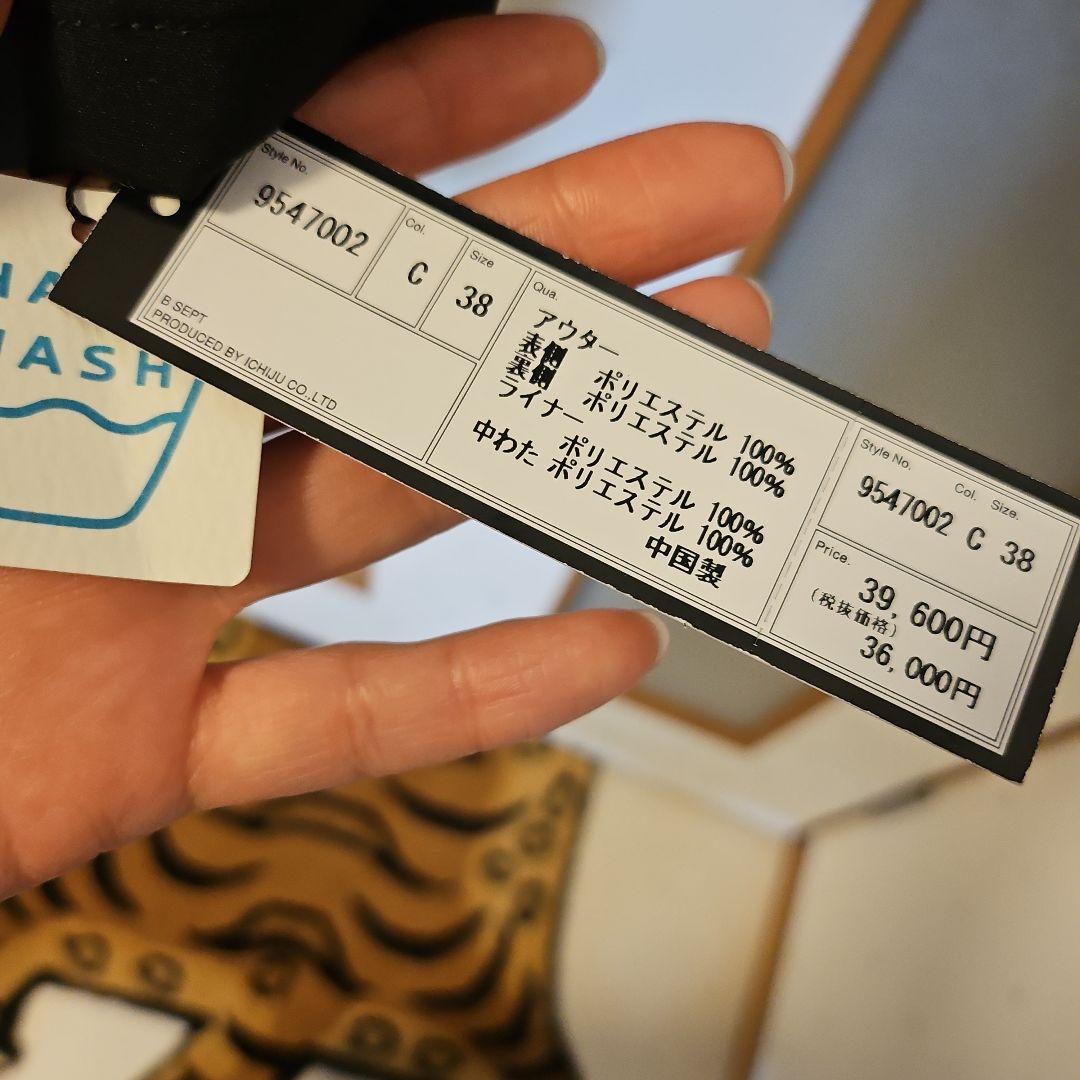 Style No.
9547002
Col.
C
Size
38
B SEPT
PRODUCED BY ICHIJU CO.,LTD
Qua.
アウター
表側 ポリエステル 100%
裏側 ポリエステル 100%
ライナー
ポリエステル 100%
中わた ポリエステル 100%
中国製
Style No. Col. Size.
9547002 C 38
Price.
39,600円
(税抜価格)
36,000円